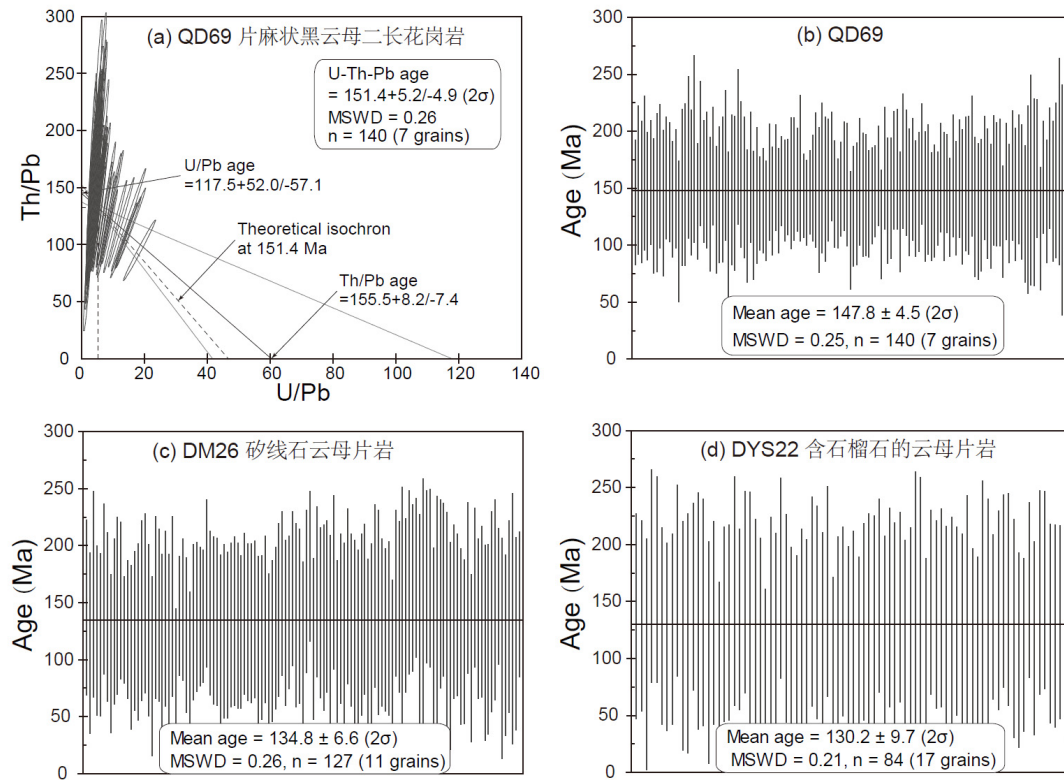 (a) QD69 片麻状黑云母二长花岗岩
U-Th-Pb age
= 151.4+5.2/-4.9 (2σ)
MSWD = 0.26
n = 140 (7 grains)
U/Pb age
=117.5+52.0/-57.1
Theoretical isochron
at 151.4 Ma
Th/Pb age
=155.5+8.2/-7.4
Th/Pb
300
250
200
150
100
50
0
0
20
40
60
80
100
120
140
U/Pb
(b) QD69
Age (Ma)
300
250
200
150
100
50
0
Mean age = 147.8 ± 4.5 (2σ)
MSWD = 0.25, n = 140 (7 grains)
(c) DM26 矽线石云母片岩
Age (Ma)
300
250
200
150
100
50
0
Mean age = 134.8 ± 6.6 (2σ)
MSWD = 0.26, n = 127 (11 grains)
(d) DYS22 含石榴石的云母片岩
Age (Ma)
300
250
200
150
100
50
0
Mean age = 130.2 ± 9.7 (2σ)
MSWD = 0.21, n = 84 (17 grains)